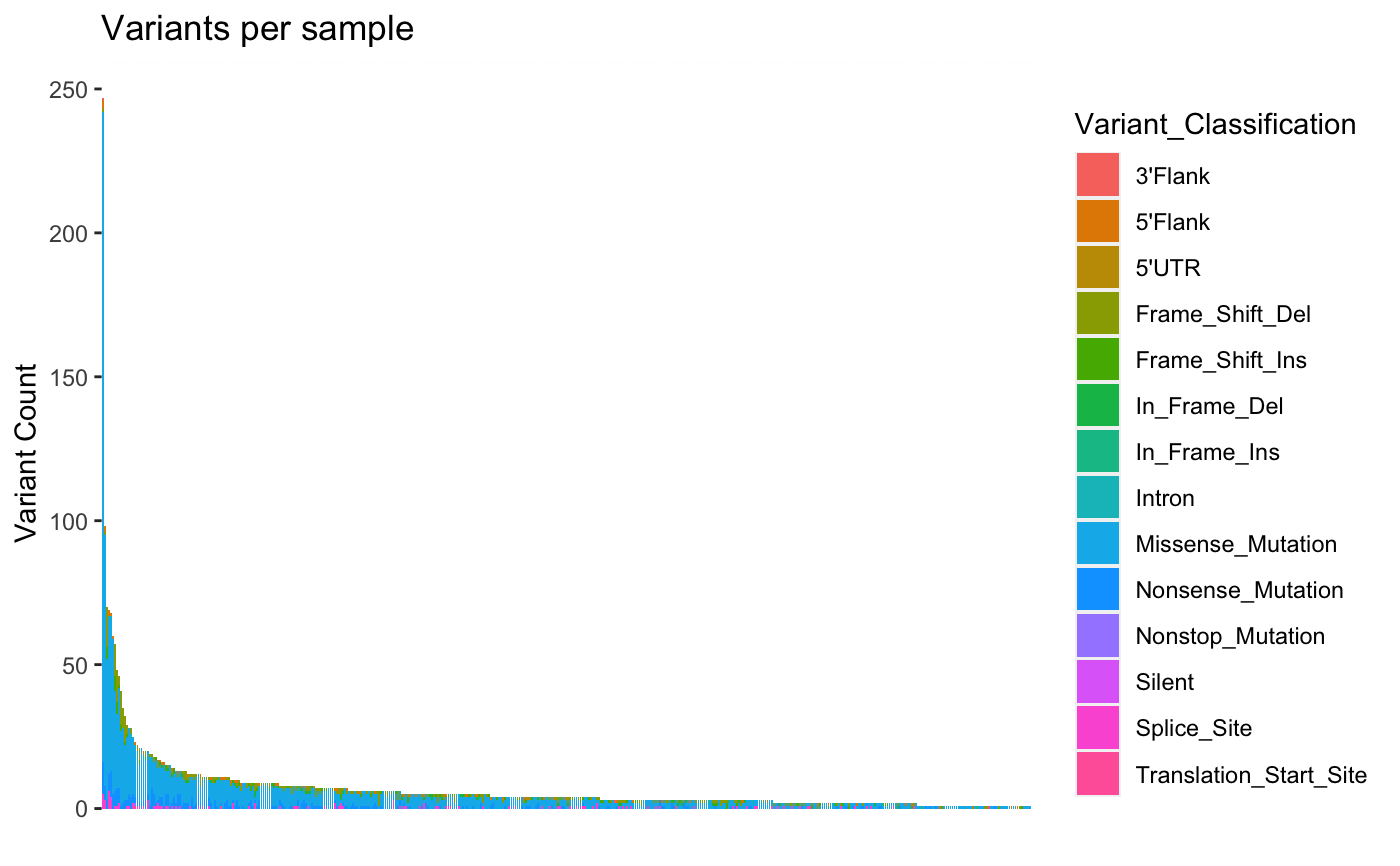 Variants per sample
250
200
150
100
50
0
Variant Count
Variant_Classification
3'Flank
5'Flank
5'UTR
Frame_Shift_Del
Frame_Shift_Ins
In_Frame_Del
In_Frame_Ins
Intron
Missense_Mutation
Nonsense_Mutation
Nonstop_Mutation
Silent
Splice_Site
Translation_Start_Site